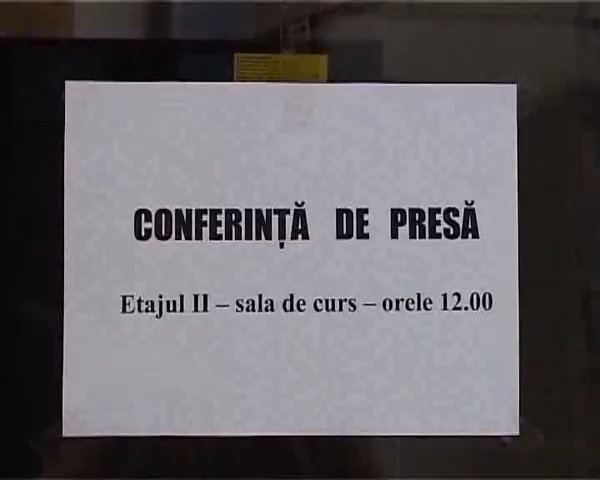 CONFERINȚĂ DE PRESĂ
Etajul II – sala de curs – orele 12.00